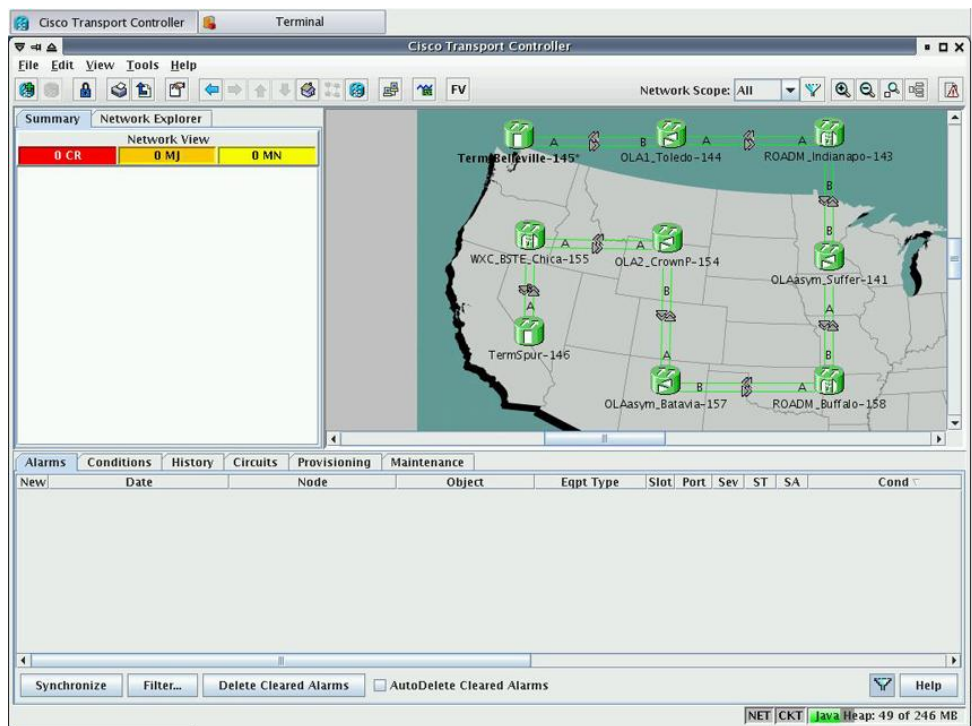 Cisco Transport Controller Terminal
Cisco Transport Controller
File Edit View Tools Help
FV Network Scope: All
Summary Network Explorer
Network View
0 CR 0 MJ 0 MN
A B A
Term_Belleville-145* OLA1_Toledo-144 ROADM_Indianapo-143
B
B
A A
WXC_BSTE_Chica-155 OLA2_CrownP-154
OLAasym_Suffer-141
B B
A A
TermSpur-146
A B
B A
OLAasym_Batavia-157 ROADM_Buffalo-158
Alarms Conditions History Circuits Provisioning Maintenance
New Date Node Object Eqpt Type Slot Port Sev ST SA Cond
Synchronize Filter... Delete Cleared Alarms AutoDelete Cleared Alarms Help
NET CKT Java Heap: 49 of 246 MB